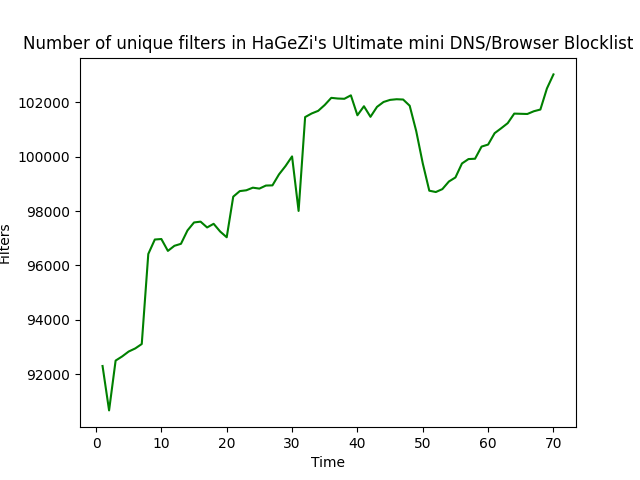 Number of unique filters in HaGeZi's Ultimate mini DNS/Browser Blocklist
102000
100000
98000
96000
94000
92000
Filters
0 10 20 30 40 50 60 70
Time